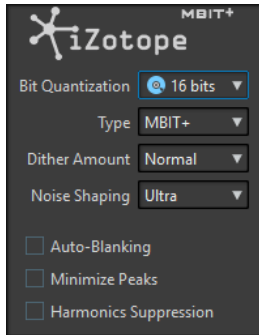 MBIT+
iZotope
Bit Quantization 16 bits
Type MBIT+
Dither Amount Normal
Noise Shaping Ultra
Auto-Blanking
Minimize Peaks
Harmonics Suppression